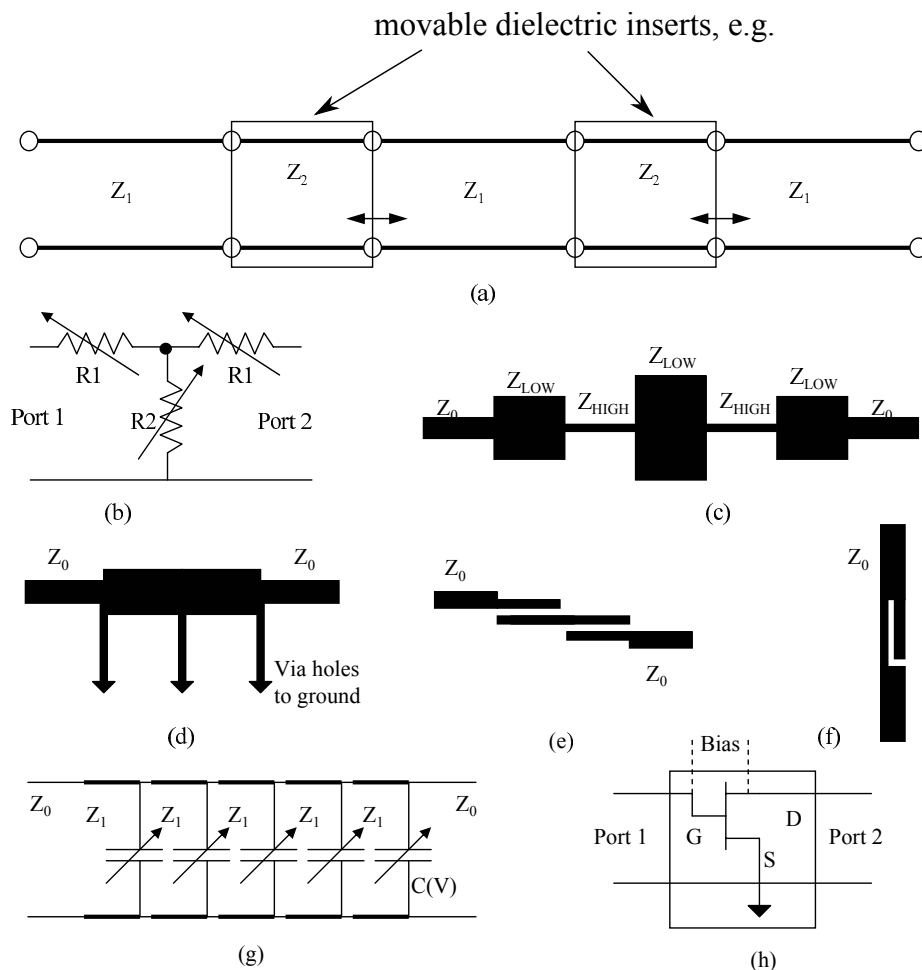 movable dielectric inserts, e.g.
Z1 Z2 Z1 Z2 Z1
(a)
R1 R1
Port 1 R2 Port 2
(b)
Z0 ZLOW ZHIGH ZLOW ZHIGH ZLOW Z0
(c)
Z0 Z0
Via holes
to ground
(d)
Z0
Z0
(e)
Z0
(f)
Z0 Z1 Z1 Z1 Z1 Z0
C(V)
(g)
Bias
Port 1 G D Port 2
S
(h)